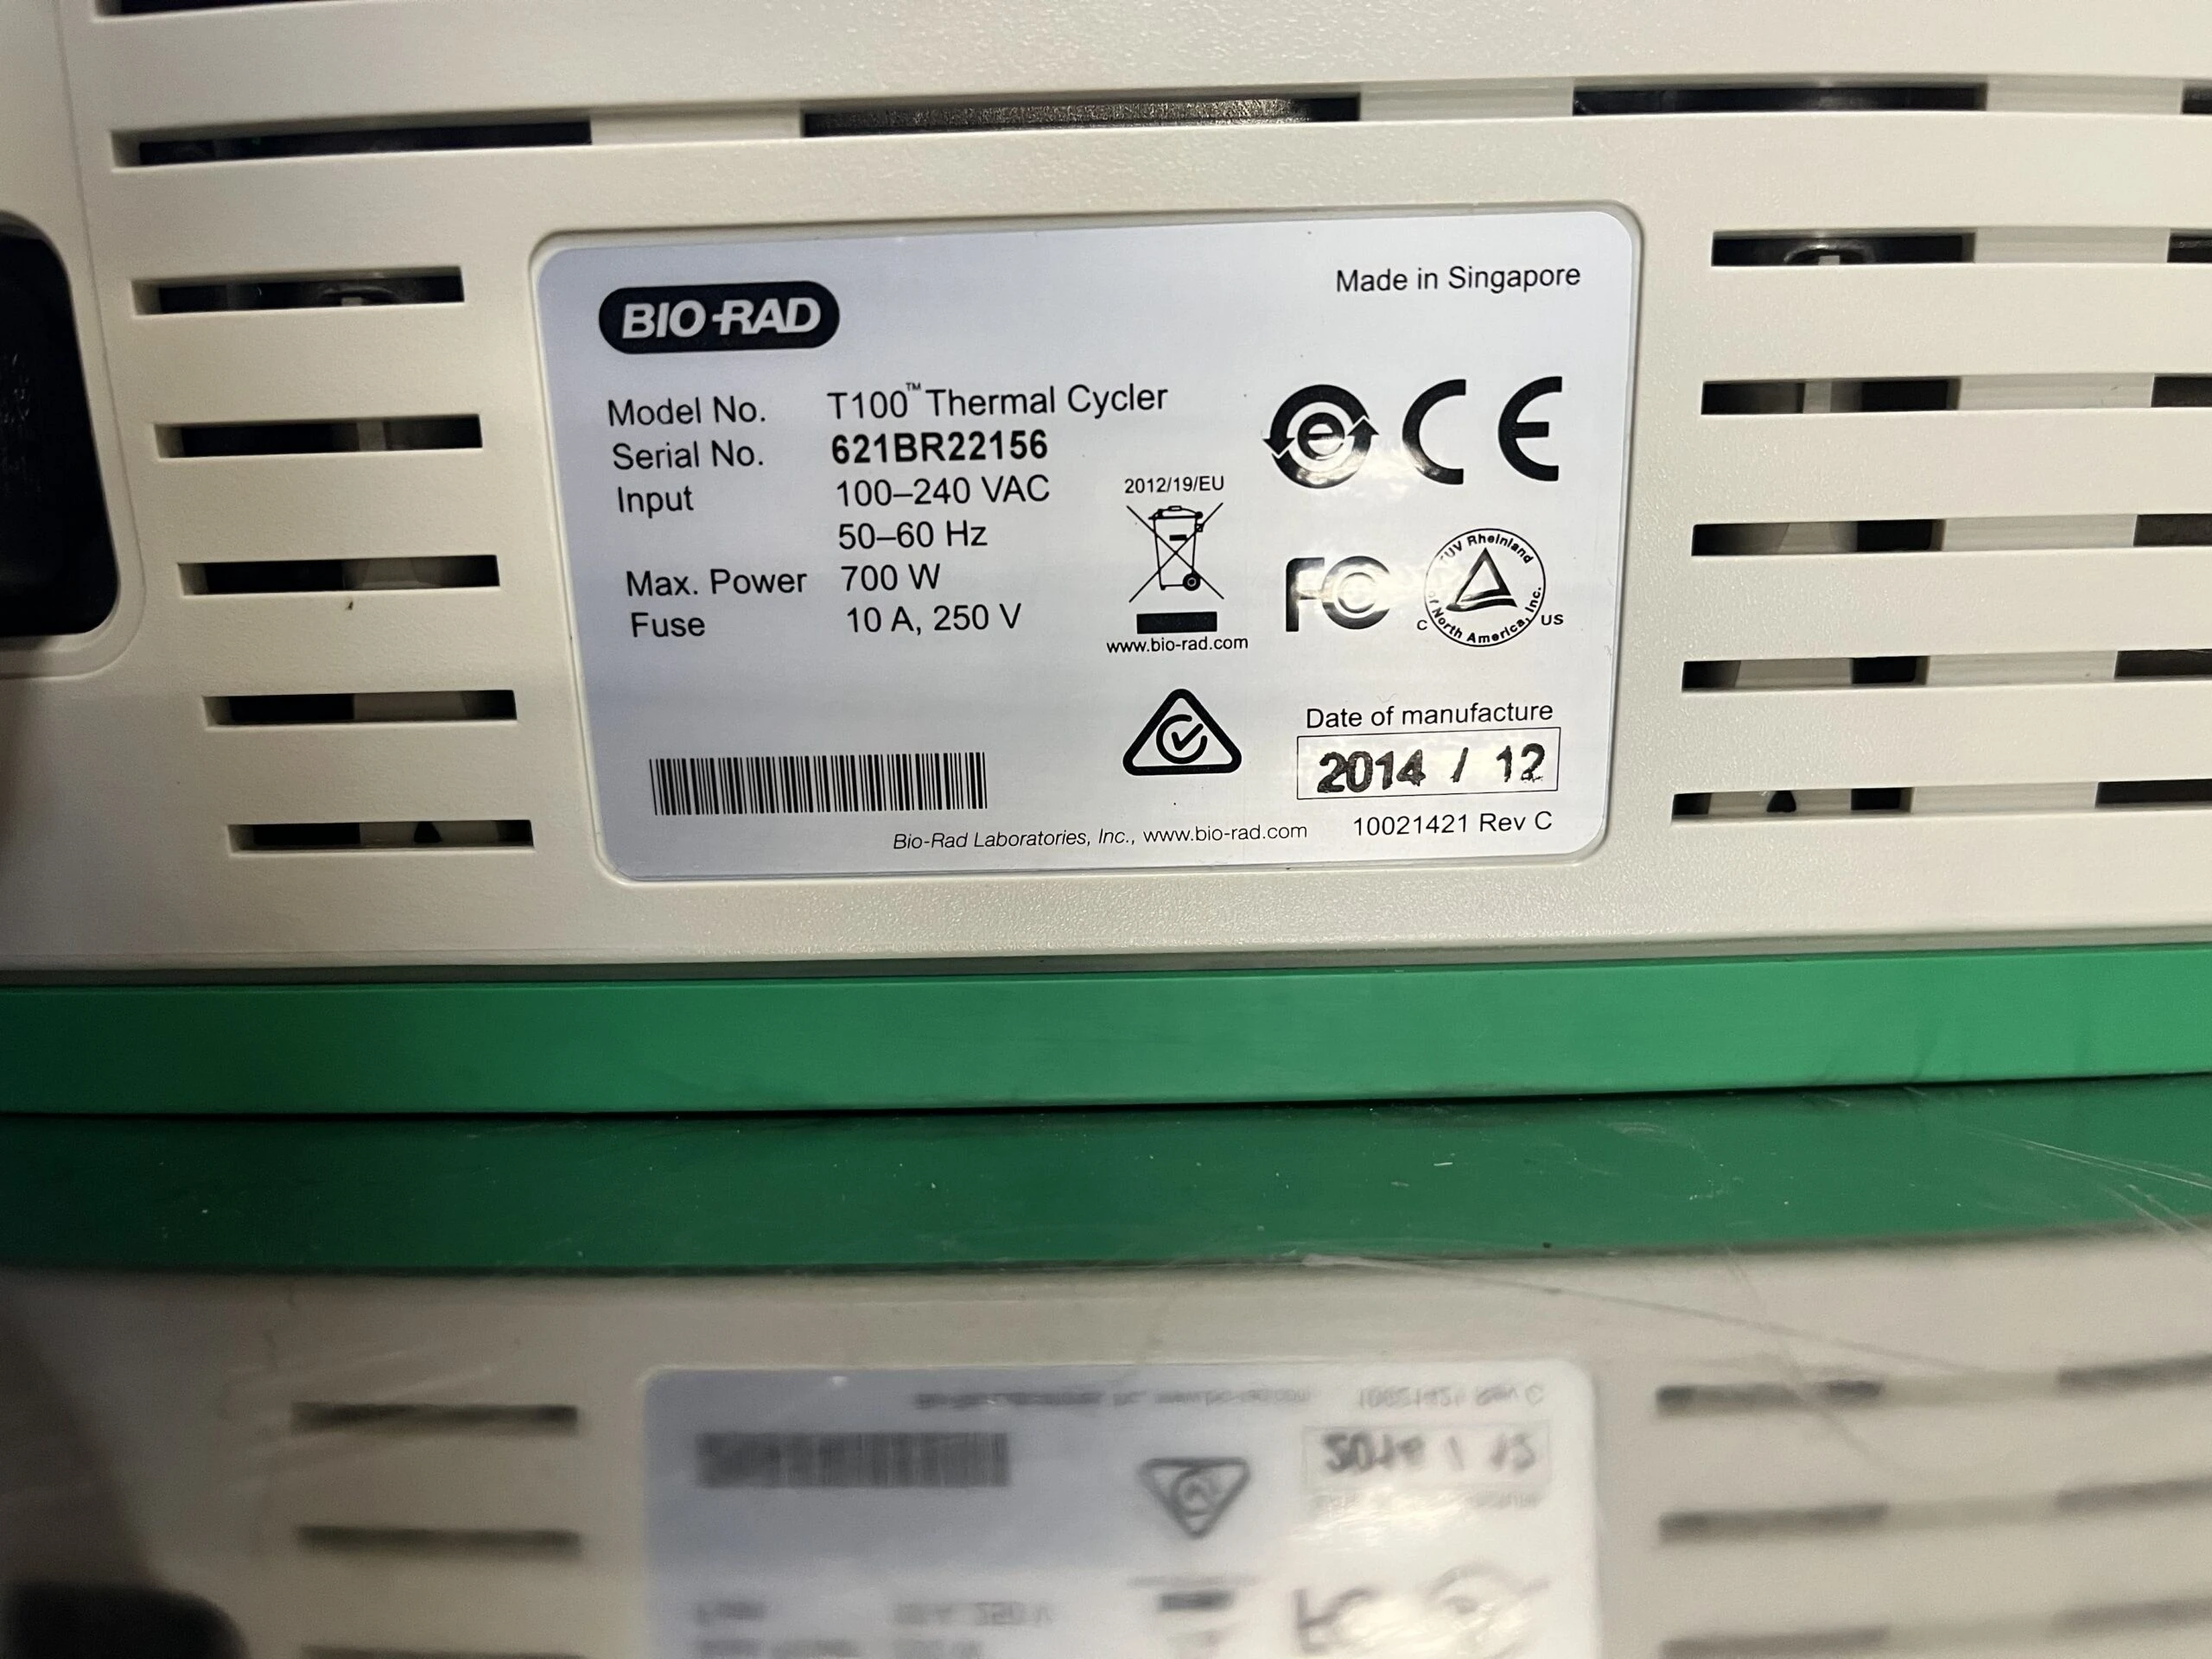 BIO-RAD
Made in Singapore
Model No. T100™ Thermal Cycler
Serial No. 621BR22156
Input 100–240 VAC
50–60 Hz
Max. Power 700 W
Fuse 10 A, 250 V
2012/19/EU
www.bio-rad.com
e
CE
FC
TÜV Rheinland
of North America, Inc.
C US
Date of manufacture
2014 / 12
Bio-Rad Laboratories, Inc., www.bio-rad.com
10021421 Rev C